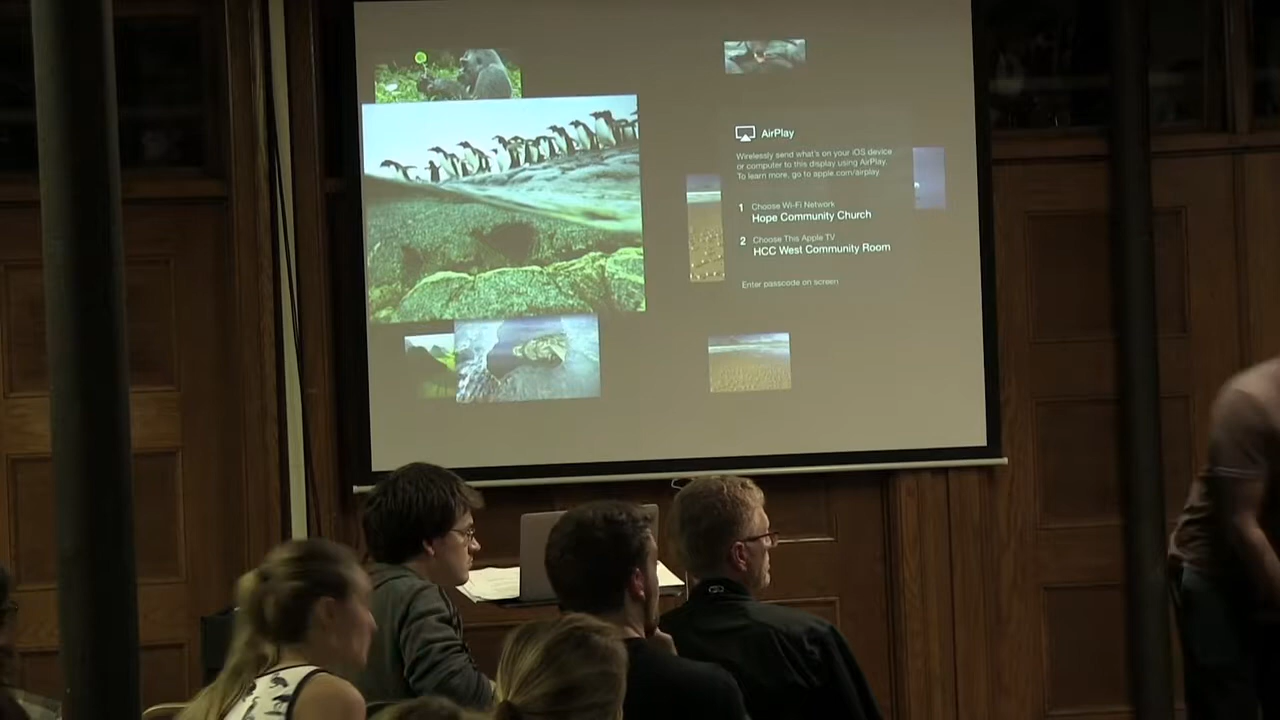 AirPlay
Wirelessly send what's on your iOS device
or computer to this display using AirPlay.
To learn more, go to apple.com/airplay.
1 Choose Wi-Fi Network
Hope Community Church
2 Choose This Apple TV
HCC West Community Room
Enter passcode on screen